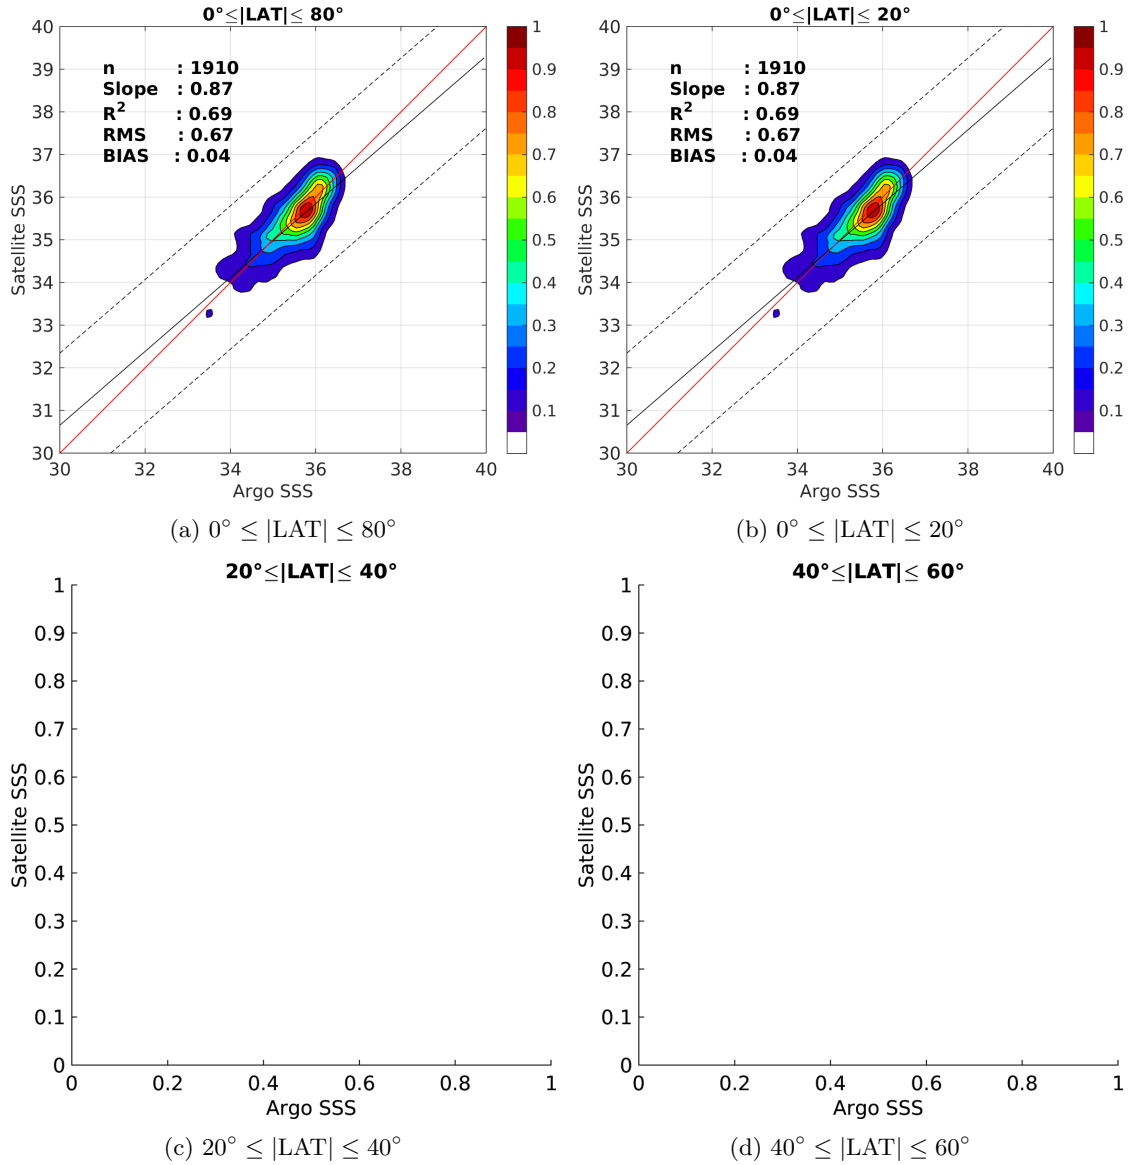 0°≤|LAT|≤ 80°
n : 1910
Slope : 0.87
R² : 0.69
RMS : 0.67
BIAS : 0.04
Satellite SSS
40
39
38
37
36
35
34
33
32
31
30
30 32 34 36 38 40
Argo SSS
1
0.9
0.8
0.7
0.6
0.5
0.4
0.3
0.2
0.1
(a) 0° ≤ |LAT| ≤ 80°
0°≤|LAT|≤ 20°
n : 1910
Slope : 0.87
R² : 0.69
RMS : 0.67
BIAS : 0.04
Satellite SSS
40
39
38
37
36
35
34
33
32
31
30
30 32 34 36 38 40
Argo SSS
1
0.9
0.8
0.7
0.6
0.5
0.4
0.3
0.2
0.1
(b) 0° ≤ |LAT| ≤ 20°
20°≤|LAT|≤ 40°
Satellite SSS
1
0.9
0.8
0.7
0.6
0.5
0.4
0.3
0.2
0.1
0
0 0.2 0.4 0.6 0.8 1
Argo SSS
(c) 20° ≤ |LAT| ≤ 40°
40°≤|LAT|≤ 60°
Satellite SSS
1
0.9
0.8
0.7
0.6
0.5
0.4
0.3
0.2
0.1
0
0 0.2 0.4 0.6 0.8 1
Argo SSS
(d) 40° ≤ |LAT| ≤ 60°